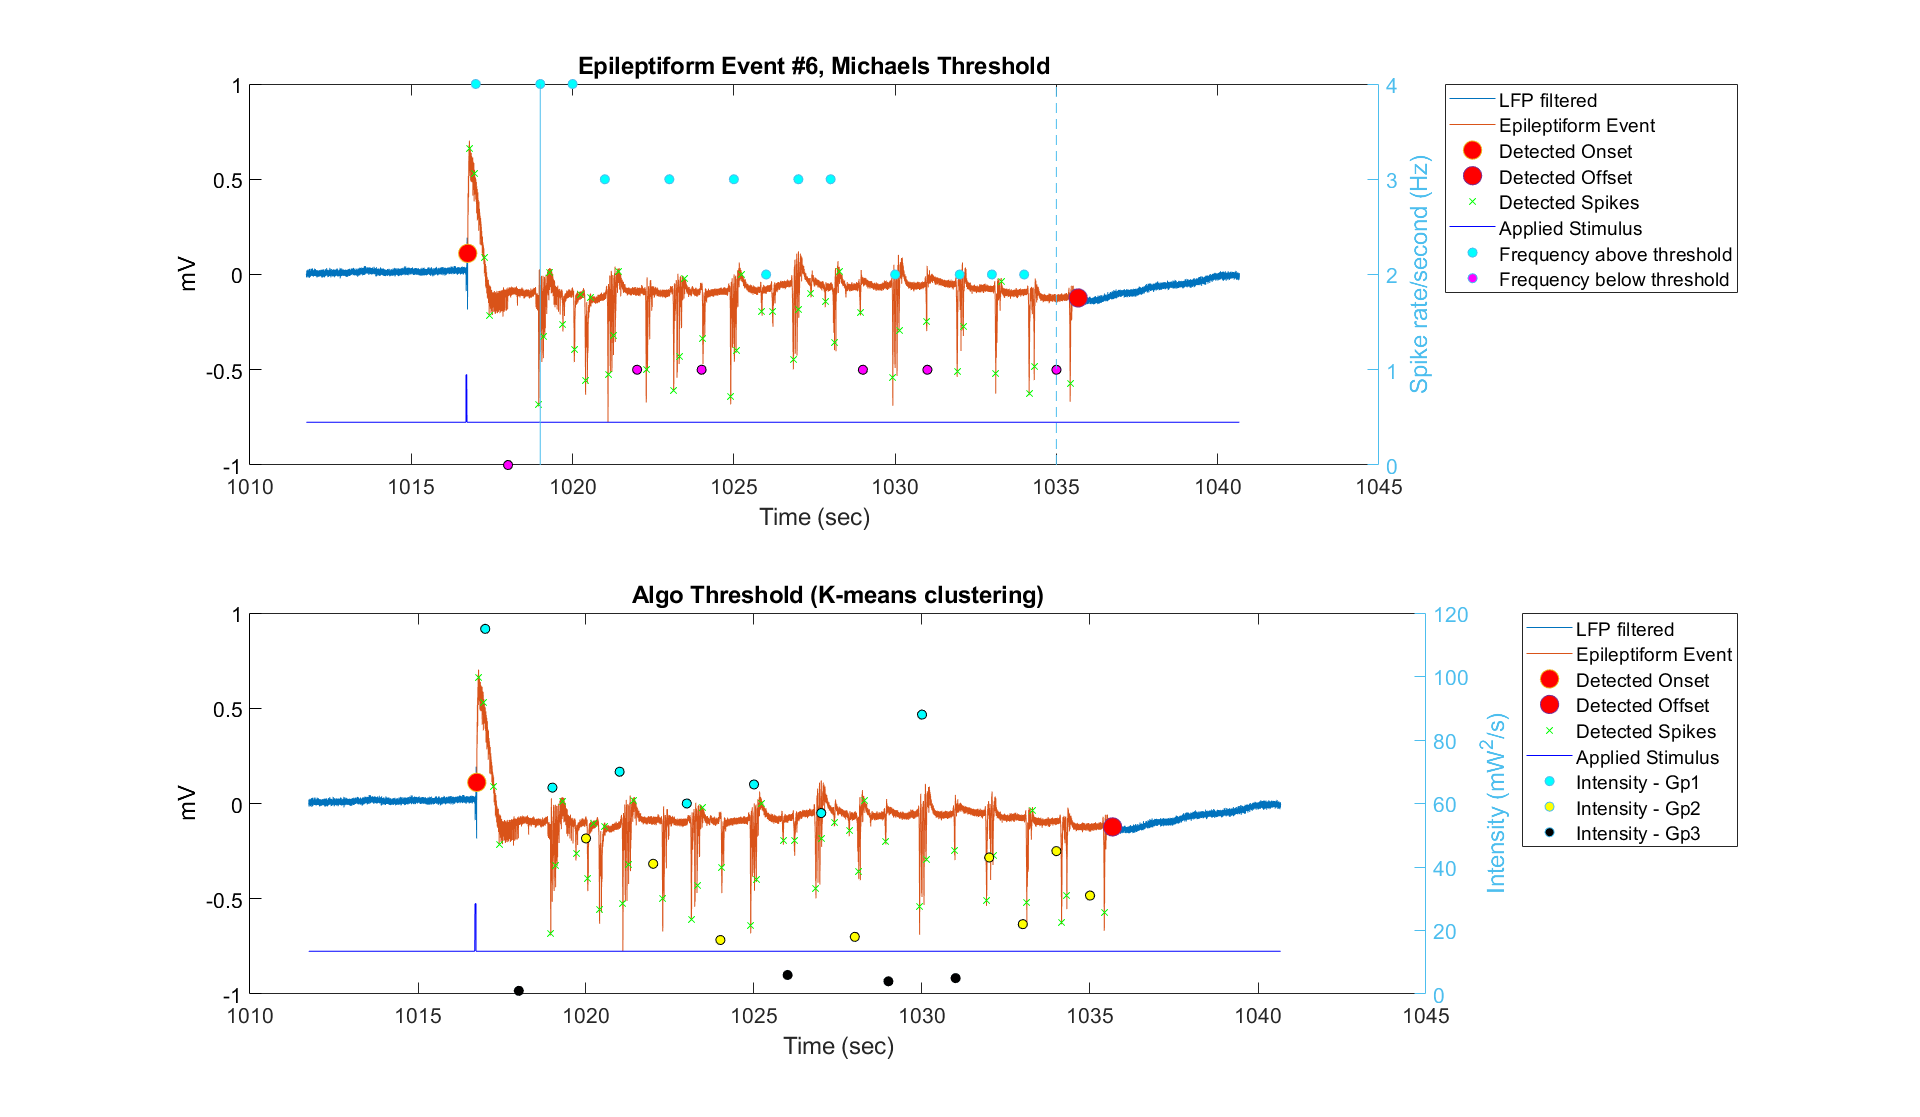 Epileptiform Event #6, Michaels Threshold
1
0.5
0
-0.5
-1
mV
1010
1015
1020
1025
1030
1035
1040
1045
Time (sec)
4
3
2
1
0
Spike rate/second (Hz)
LFP filtered
Epileptiform Event
Detected Onset
Detected Offset
Detected Spikes
Applied Stimulus
Frequency above threshold
Frequency below threshold
Algo Threshold (K-means clustering)
1
0.5
0
-0.5
-1
mV
1010
1015
1020
1025
1030
1035
1040
1045
Time (sec)
120
100
80
60
40
20
0
Intensity (mW²/s)
LFP filtered
Epileptiform Event
Detected Onset
Detected Offset
Detected Spikes
Applied Stimulus
Intensity - Gp1
Intensity - Gp2
Intensity - Gp3